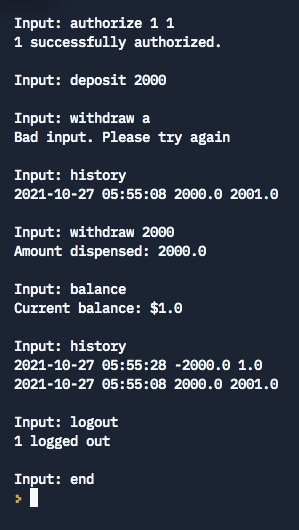 Input: authorize 1 1
1 successfully authorized.
Input: deposit 2000
Input: withdraw a
Bad input. Please try again
Input: history
2021-10-27 05:55:08 2000.0 2001.0
Input: withdraw 2000
Amount dispensed: 2000.0
Input: balance
Current balance: $1.0
Input: history
2021-10-27 05:55:28 -2000.0 1.0
2021-10-27 05:55:08 2000.0 2001.0
Input: logout
1 logged out
Input: end
>